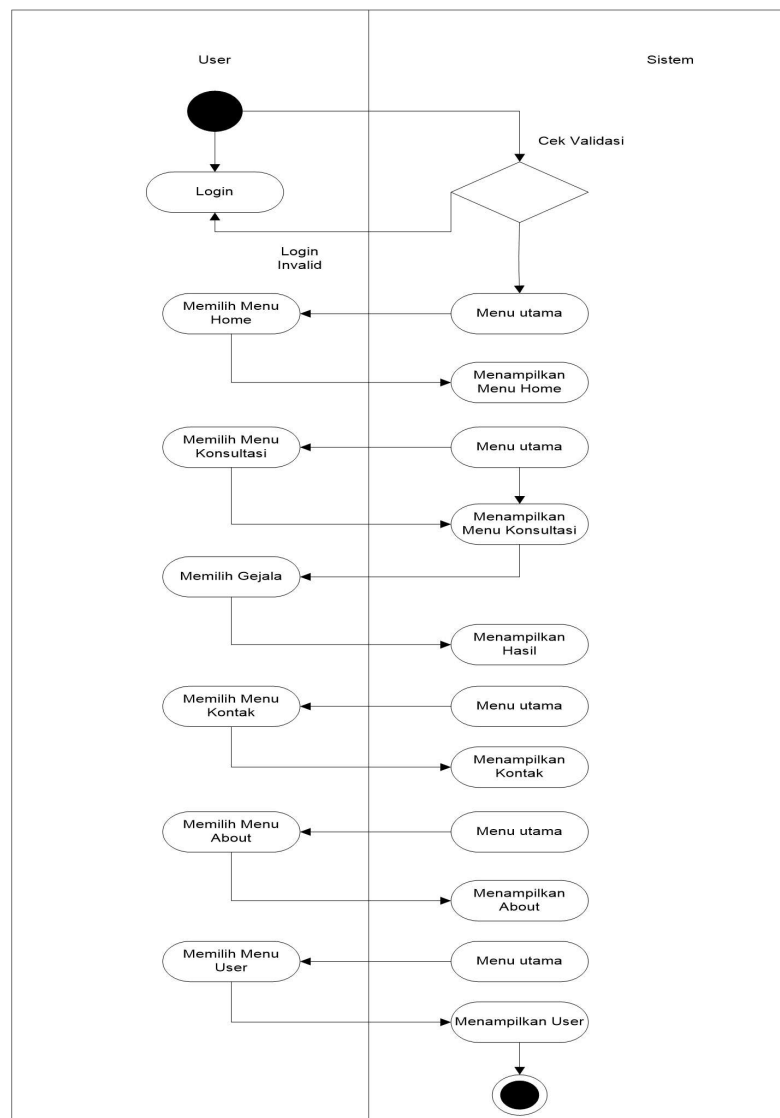 User
Sistem
Cek Validasi
Login
Login
Invalid
Memilih Menu
Home
Menu utama
Menampilkan
Menu Home
Memilih Menu
Konsultasi
Menu utama
Menampilkan
Menu Konsultasi
Memilih Gejala
Menampilkan
Hasil
Memilih Menu
Kontak
Menu utama
Menampilkan
Kontak
Memilih Menu
About
Menu utama
Menampilkan
About
Memilih Menu
User
Menu utama
Menampilkan User